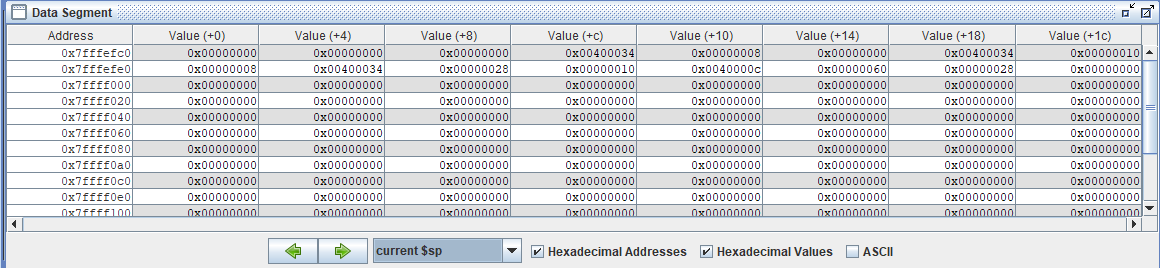 Data Segment
Address Value (+0) Value (+4) Value (+8) Value (+c) Value (+10) Value (+14) Value (+18) Value (+1c)
0x7fffefc0 0x00000000 0x00000000 0x00000000 0x00400034 0x00000008 0x00000000 0x00400034 0x00000010
0x7fffefe0 0x00000008 0x00400034 0x00000028 0x00000010 0x0040000c 0x00000060 0x00000028 0x00000000
0x7ffff000 0x00000000 0x00000000 0x00000000 0x00000000 0x00000000 0x00000000 0x00000000 0x00000000
0x7ffff020 0x00000000 0x00000000 0x00000000 0x00000000 0x00000000 0x00000000 0x00000000 0x00000000
0x7ffff040 0x00000000 0x00000000 0x00000000 0x00000000 0x00000000 0x00000000 0x00000000 0x00000000
0x7ffff060 0x00000000 0x00000000 0x00000000 0x00000000 0x00000000 0x00000000 0x00000000 0x00000000
0x7ffff080 0x00000000 0x00000000 0x00000000 0x00000000 0x00000000 0x00000000 0x00000000 0x00000000
0x7ffff0a0 0x00000000 0x00000000 0x00000000 0x00000000 0x00000000 0x00000000 0x00000000 0x00000000
0x7ffff0c0 0x00000000 0x00000000 0x00000000 0x00000000 0x00000000 0x00000000 0x00000000 0x00000000
0x7ffff0e0 0x00000000 0x00000000 0x00000000 0x00000000 0x00000000 0x00000000 0x00000000 0x00000000
0x7ffff100 0x00000000 0x00000000 0x00000000 0x00000000 0x00000000 0x00000000 0x00000000 0x00000000
current $sp Hexadecimal Addresses Hexadecimal Values ASCII